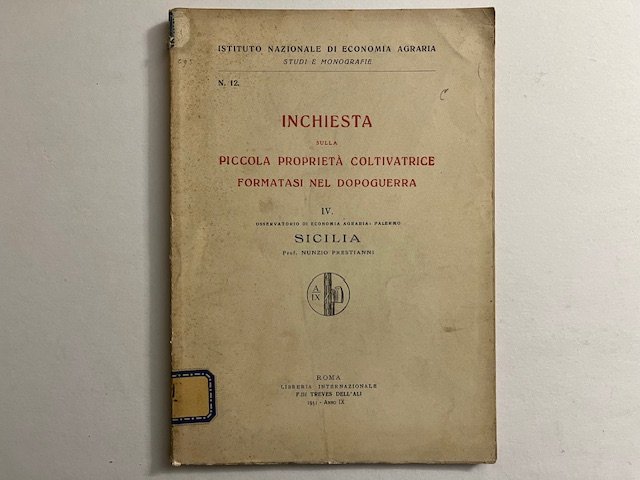 ISTITUTO NAZIONALE DI ECONOMIA AGRARIA
STUDI E MONOGRAFIE
N. 12.
INCHIESTA
SULLA
PICCOLA PROPRIETÀ COLTIVATRICE
FORMATASI NEL DOPOGUERRA
IV.
OSSERVATORIO DI ECONOMIA AGRARIA: PALERMO
SICILIA
Prof. NUNZIO PRESTIANNI
A.
IX
ROMA
LIBRERIA INTERNAZIONALE
F.lli TREVES DELL'ALI
1931 - Anno IX